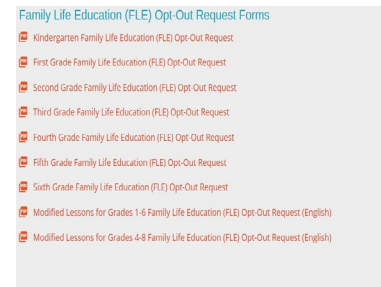 Family Life Education (FLE) Opt-Out Request Forms
Kindergarten Family Life Education (FLE) Opt-Out Request
First Grade Family Life Education (FLE) Opt-Out Request
Second Grade Family Life Education (FLE) Opt-Out Request
Third Grade Family Life Education (FLE) Opt-Out Request
Fourth Grade Family Life Education (FLE) Opt-Out Request
Fifth Grade Family Life Education (FLE) Opt-Out Request
Sixth Grade Family Life Education (FLE) Opt-Out Request
Modified Lessons for Grades 1-6 Family Life Education (FLE) Opt-Out Request (English)
Modified Lessons for Grades 4-8 Family Life Education (FLE) Opt-Out Request (English)